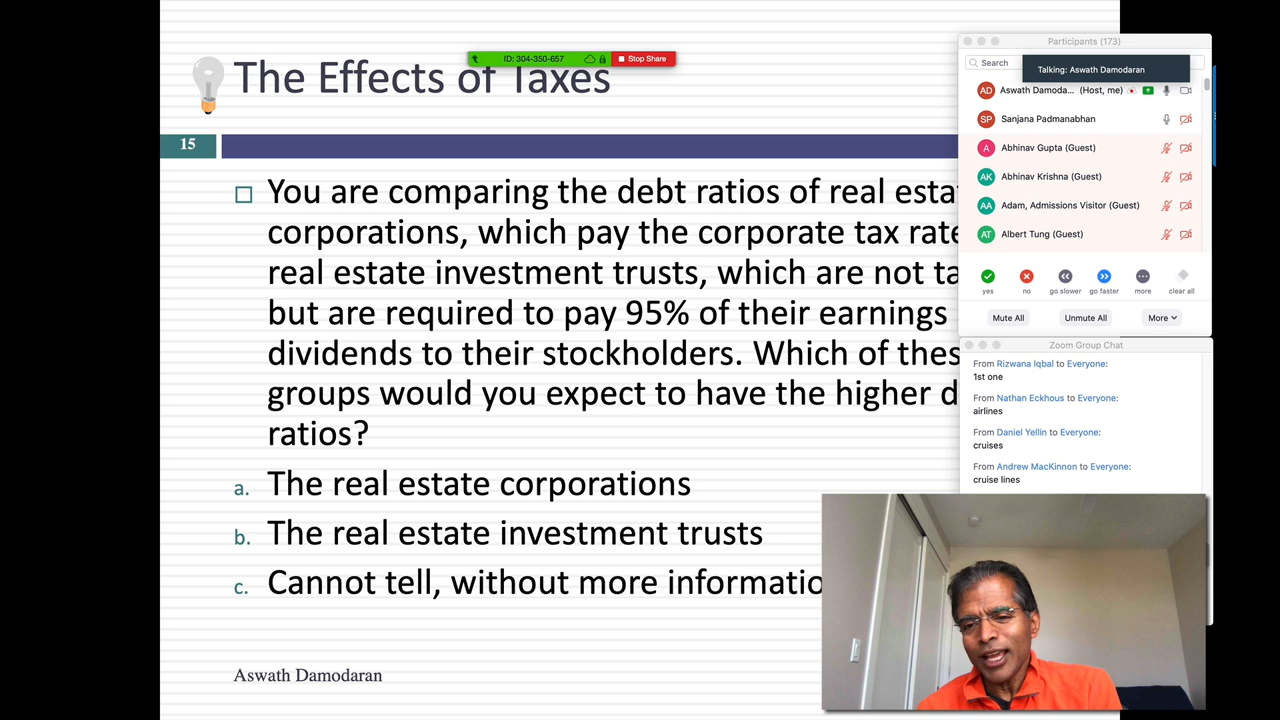 The Effects of Taxes
ID: 304-350-657
Stop Share
15
You are comparing the debt ratios of real esta
corporations, which pay the corporate tax rate
real estate investment trusts, which are not ta
but are required to pay 95% of their earnings
dividends to their stockholders. Which of thes
groups would you expect to have the higher d
ratios?
a. The real estate corporations
b. The real estate investment trusts
c. Cannot tell, without more informatio
Aswath Damodaran
Participants (173)
Search
Talking: Aswath Damodaran
AD Aswath Damoda... (Host, me)
SP Sanjana Padmanabhan
A Abhinav Gupta (Guest)
AK Abhinav Krishna (Guest)
AA Adam, Admissions Visitor (Guest)
AT Albert Tung (Guest)
yes no go slower go faster more clear all
Mute All Unmute All More
Zoom Group Chat
From Rizwana Iqbal to Everyone:
1st one
From Nathan Eckhous to Everyone:
airlines
From Daniel Yellin to Everyone:
cruises
From Andrew MacKinnon to Everyone:
cruise lines